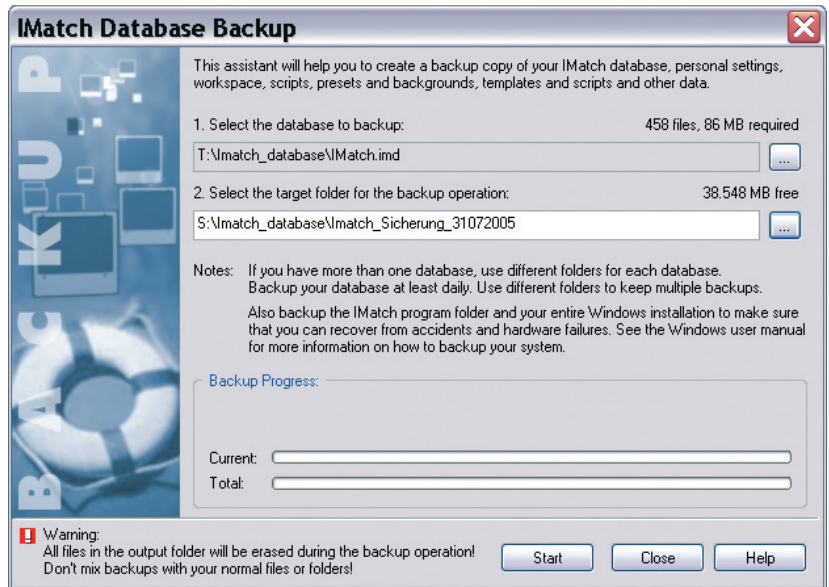 IMatch Database Backup
BACKUP
This assistant will help you to create a backup copy of your IMatch database, personal settings,
workspace, scripts, presets and backgrounds, templates and scripts and other data.
1. Select the database to backup:
458 files, 86 MB required
T:\Imatch_database\IMatch.imd
...
2. Select the target folder for the backup operation:
38.548 MB free
S:\Imatch_database\Imatch_Sicherung_31072005
...
Notes: If you have more than one database, use different folders for each database.
Backup your database at least daily. Use different folders to keep multiple backups.
Also backup the IMatch program folder and your entire Windows installation to make sure
that you can recover from accidents and hardware failures. See the Windows user manual
for more information on how to backup your system.
Backup Progress:
Current:
Total:
Warning:
All files in the output folder will be erased during the backup operation!
Don't mix backups with your normal files or folders!
Start
Close
Help